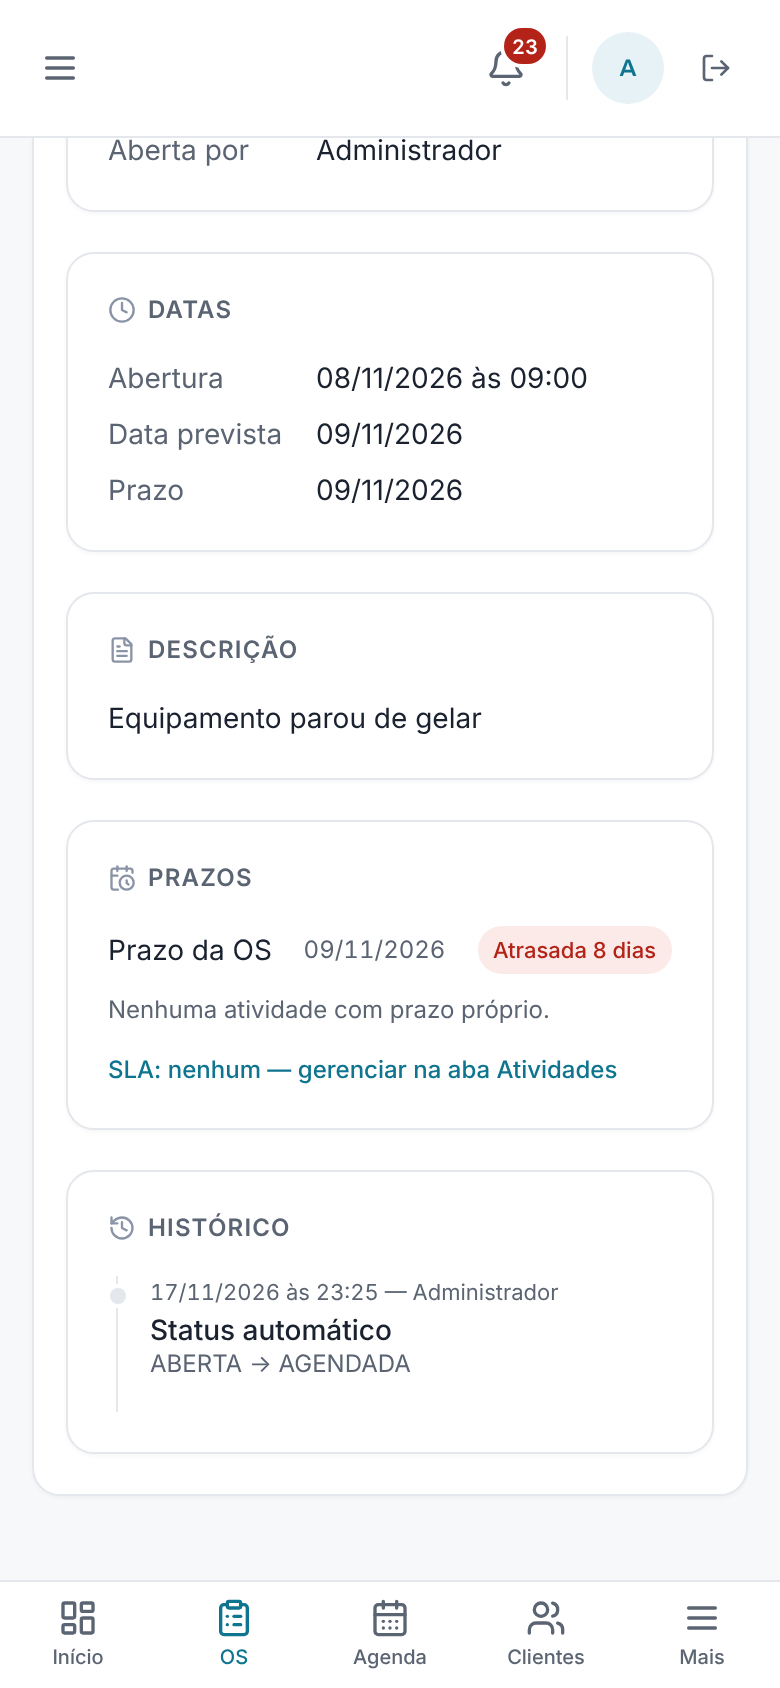 23
A
Aberta por Administrador
DATAS
Abertura 08/11/2026 às 09:00
Data prevista 09/11/2026
Prazo 09/11/2026
DESCRIÇÃO
Equipamento parou de gelar
PRAZOS
Prazo da OS 09/11/2026 Atrasada 8 dias
Nenhuma atividade com prazo próprio.
SLA: nenhum — gerenciar na aba Atividades
HISTÓRICO
17/11/2026 às 23:25 — Administrador
Status automático
ABERTA → AGENDADA
Início OS Agenda Clientes Mais